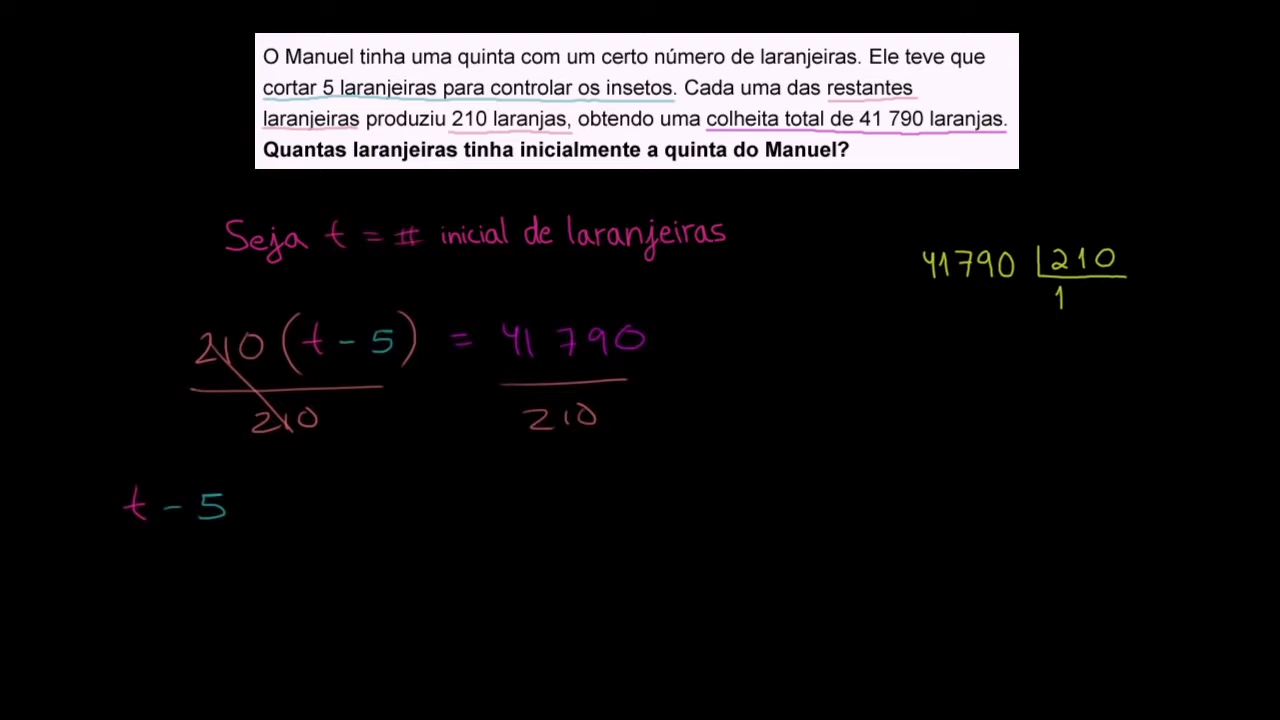 O Manuel tinha uma quinta com um certo número de laranjeiras. Ele teve que
cortar 5 laranjeiras para controlar os insetos. Cada uma das restantes
laranjeiras produziu 210 laranjas, obtendo uma colheita total de 41 790 laranjas.
Quantas laranjeiras tinha inicialmente a quinta do Manuel?
Seja t = # inicial de laranjeiras
41790 210
1
210 (t - 5) = 41 790
210 210
t - 5